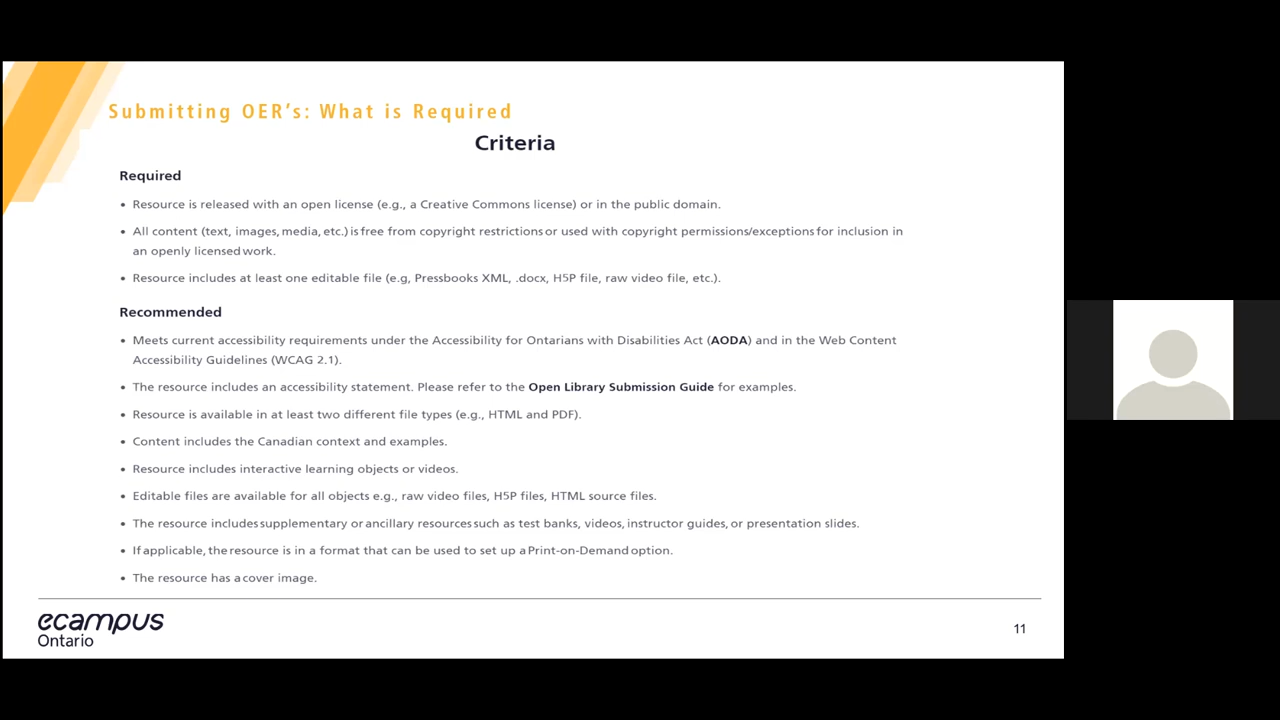 Submitting OER's: What is Required
Criteria
Required
• Resource is released with an open license (e.g., a Creative Commons license) or in the public domain.
• All content (text, images, media, etc.) is free from copyright restrictions or used with copyright permissions/exceptions for inclusion in
an openly licensed work.
• Resource includes at least one editable file (e.g, Pressbooks XML, .docx, H5P file, raw video file, etc.).
Recommended
• Meets current accessibility requirements under the Accessibility for Ontarians with Disabilities Act (AODA) and in the Web Content
Accessibility Guidelines (WCAG 2.1).
• The resource includes an accessibility statement. Please refer to the Open Library Submission Guide for examples.
• Resource is available in at least two different file types (e.g., HTML and PDF).
• Content includes the Canadian context and examples.
• Resource includes interactive learning objects or videos.
• Editable files are available for all objects e.g., raw video files, H5P files, HTML source files.
• The resource includes supplementary or ancillary resources such as test banks, videos, instructor guides, or presentation slides.
• If applicable, the resource is in a format that can be used to set up a Print-on-Demand option.
• The resource has a cover image.
ecampus
Ontario
11